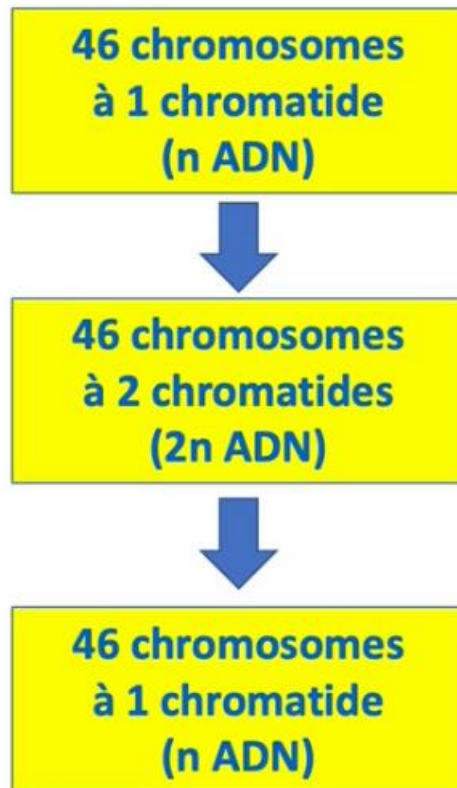 46 chromosomes
à 1 chromatide
(n ADN)
46 chromosomes
à 2 chromatides
(2n ADN)
46 chromosomes
à 1 chromatide
(n ADN)